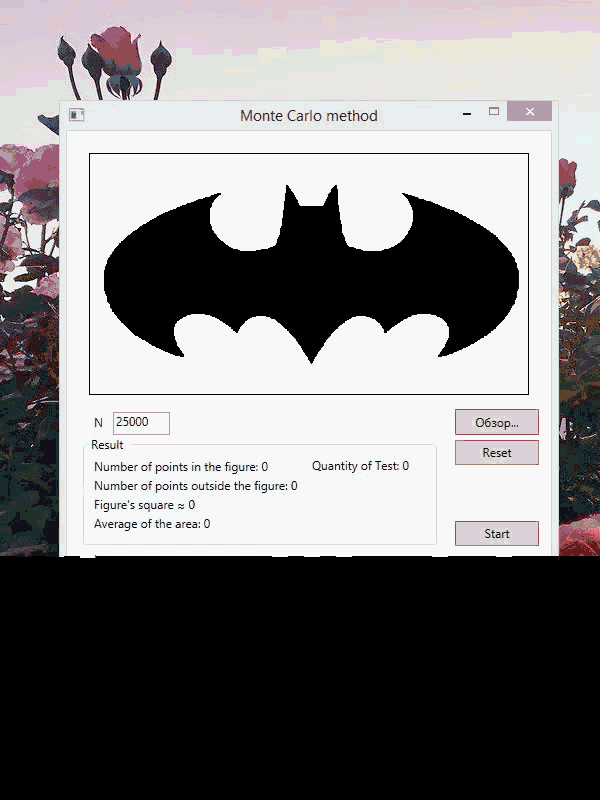 Monte Carlo method
N 25000
Обзор...
Result
Reset
Number of points in the figure: 0
Quantity of Test: 0
Number of points outside the figure: 0
Figure's square ≈ 0
Average of the area: 0
Start